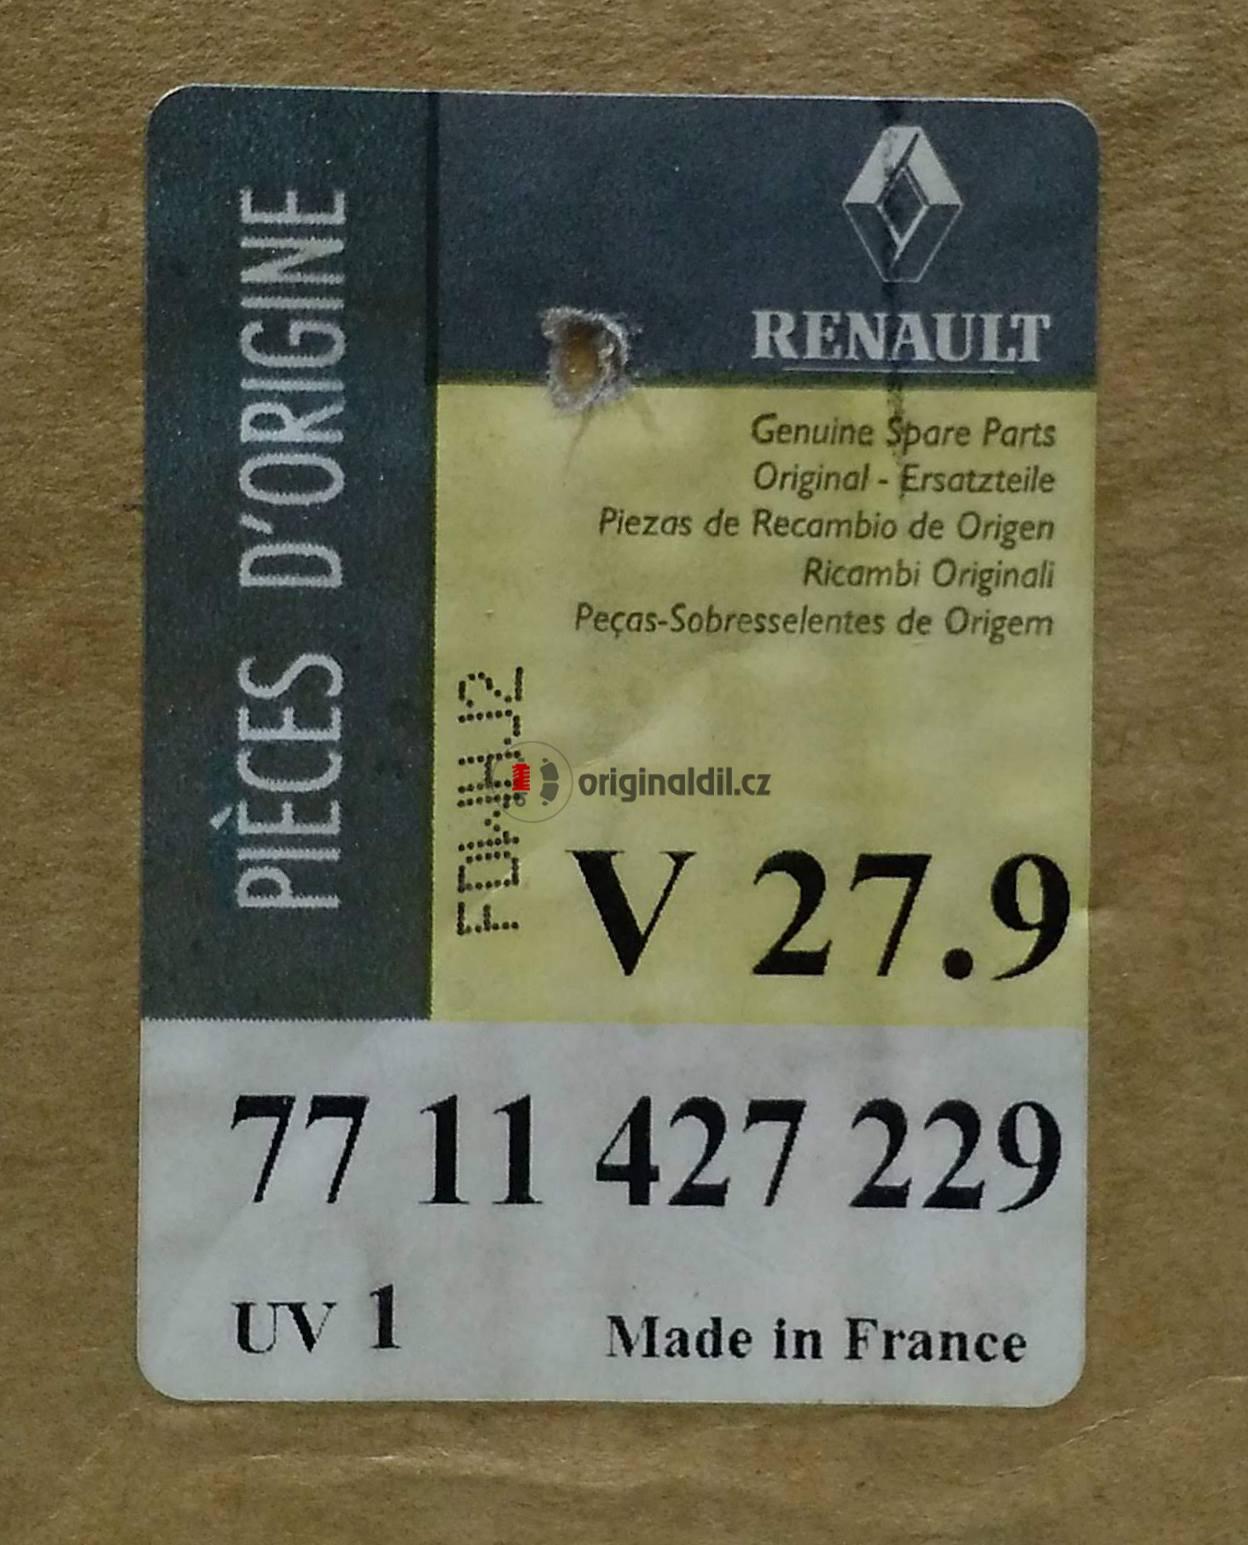 PIÈCES D'ORIGINE
RENAULT
Genuine Spare Parts
Original - Ersatzteile
Piezas de Recambio de Origen
Ricambi Originali
Peças-Sobresselentes de Origem
originaldil.cz
V 27.9
77 11 427 229
UV 1
Made in France